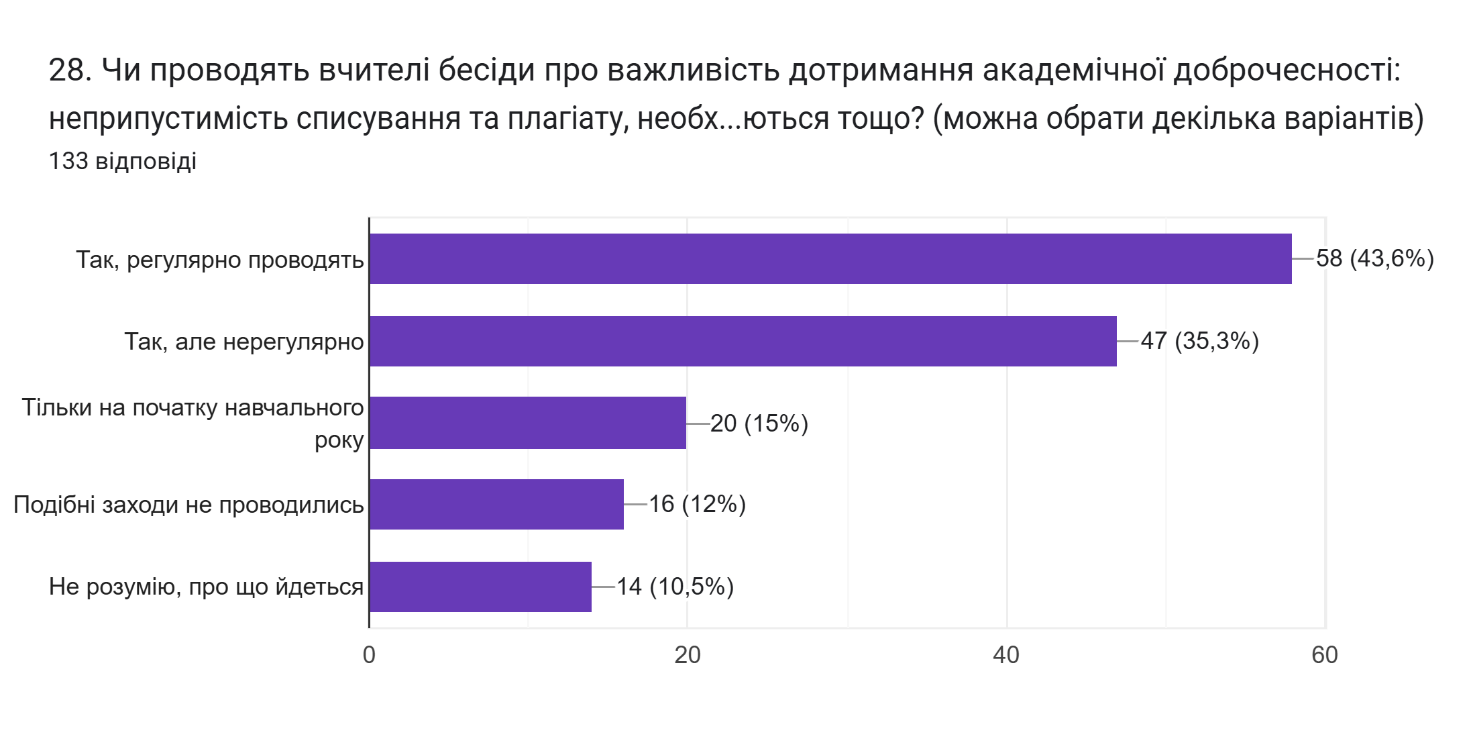 28. Чи проводять вчителі бесіди про важливість дотримання академічної доброчесності:
неприпустимість списування та плагіату, необх...ються тощо? (можна обрати декілька варіантів)
133 відповіді
Так, регулярно проводять
58 (43,6%)
Так, але нерегулярно
47 (35,3%)
Тільки на початку навчального
року
20 (15%)
Подібні заходи не проводились
16 (12%)
Не розумію, про що йдеться
14 (10,5%)
0
20
40
60